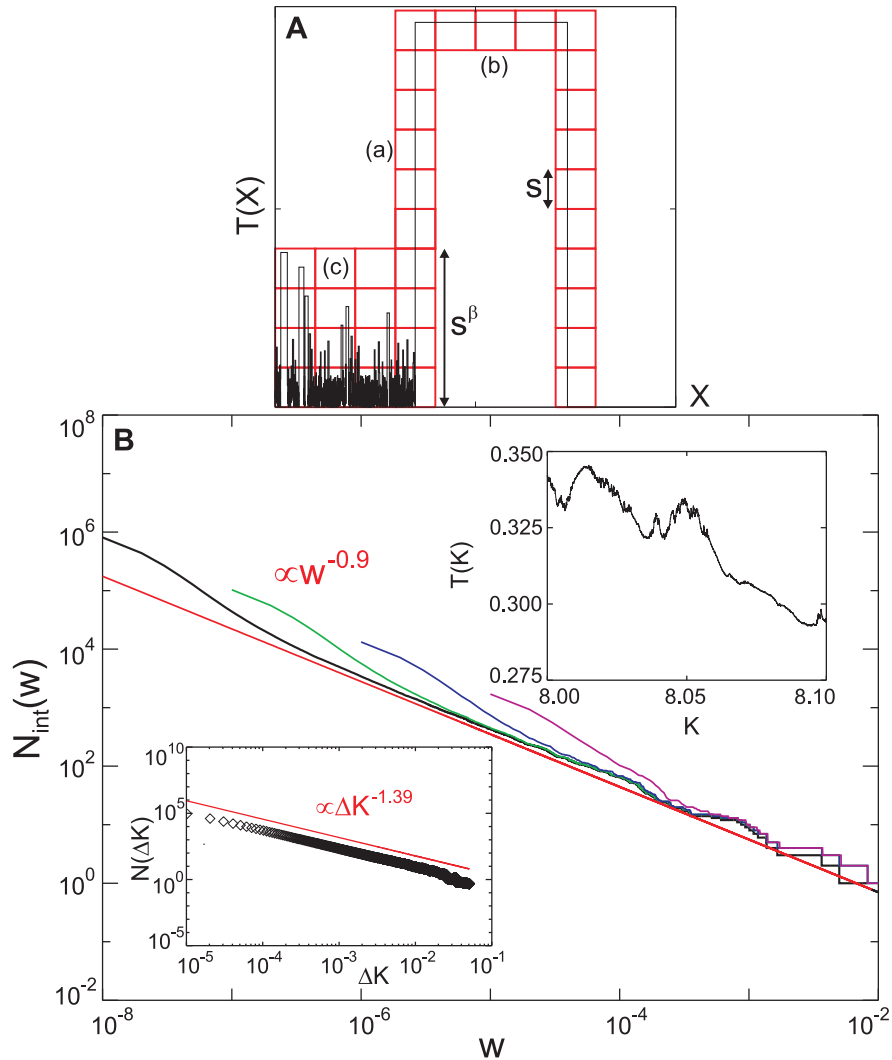 A
(b)
(a)
S
T(X)
(c)
S^β
X
B
10^8
10^6
10^4
10^2
10^0
10^-2
N_int(w)
∝w^-0.9
0.350
0.325
0.300
0.275
T(K)
8.00 8.05 8.10
K
10^10
10^5
10^0
10^-5
N(ΔK)
∝ΔK^-1.39
10^-5 10^-4 10^-3 10^-2 10^-1
ΔK
10^-8 10^-6 10^-4 10^-2
w